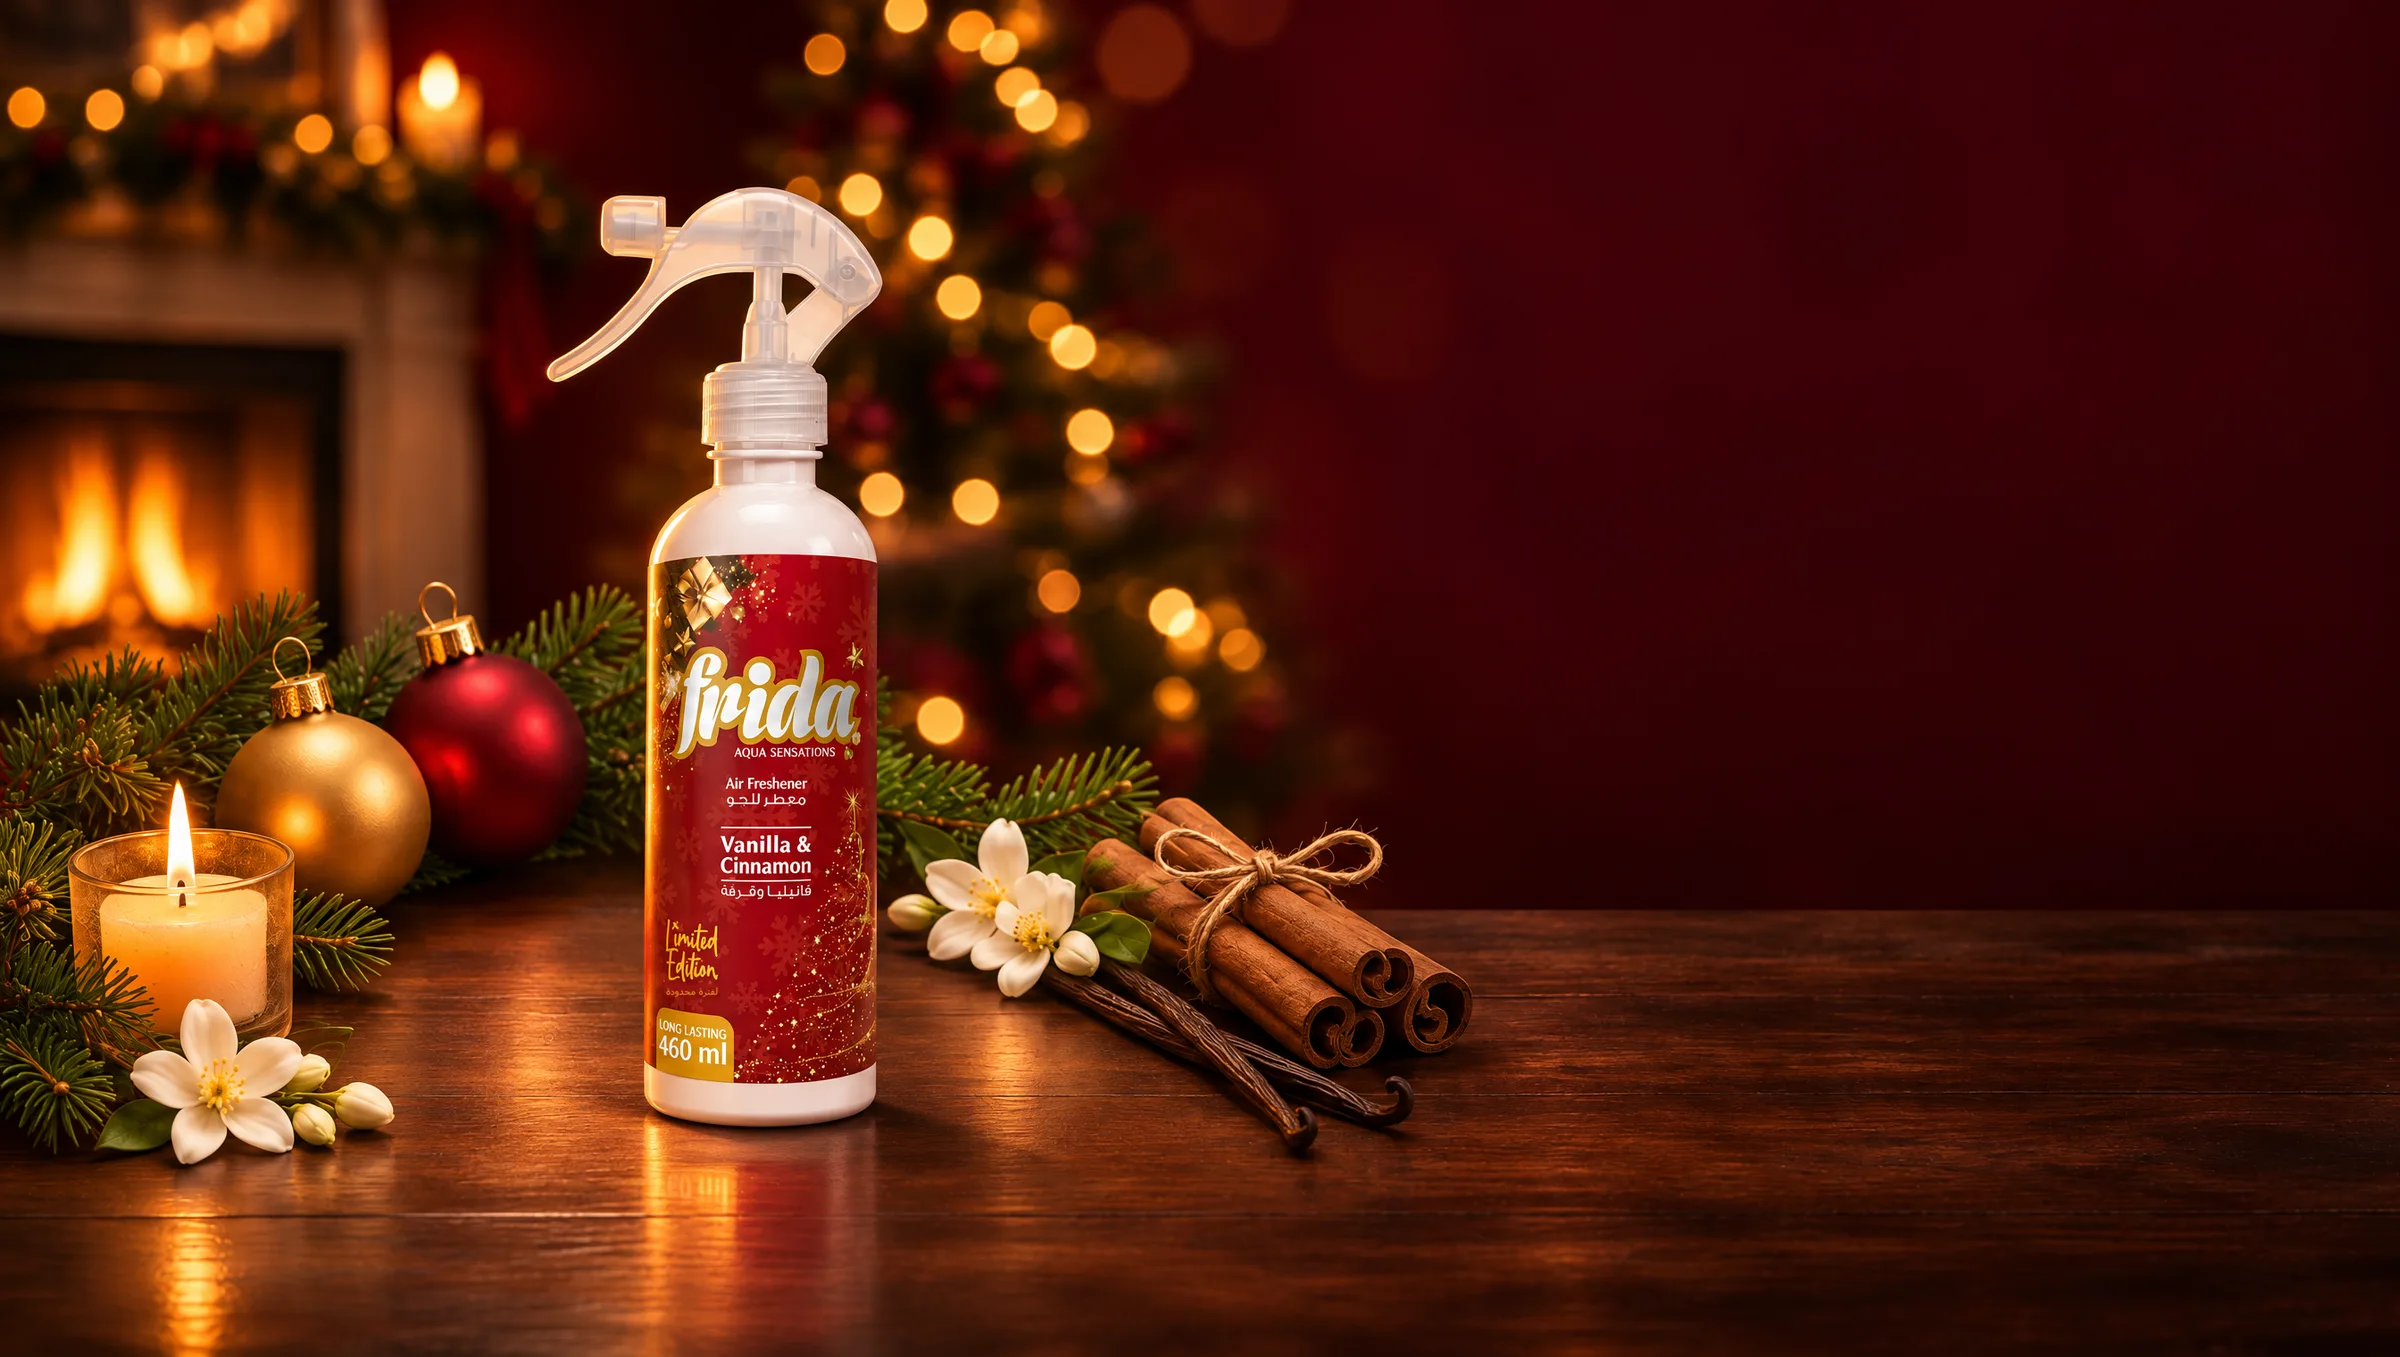 frida
AQUA SENSATIONS
Air Freshener
معطر للجو
Vanilla &
Cinnamon
فانيليا وقرفة
Limited
Edition
لفترة محدودة
LONG LASTING
460 ml